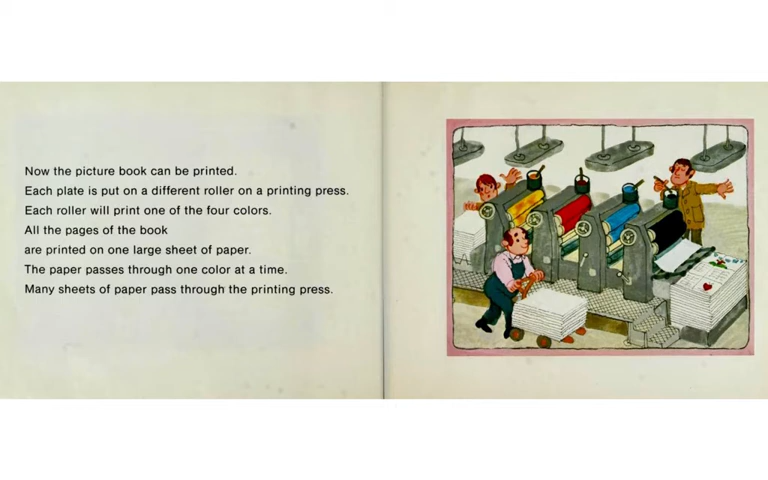 Now the picture book can be printed.
Each plate is put on a different roller on a printing press.
Each roller will print one of the four colors.
All the pages of the book
are printed on one large sheet of paper.
The paper passes through one color at a time.
Many sheets of paper pass through the printing press.